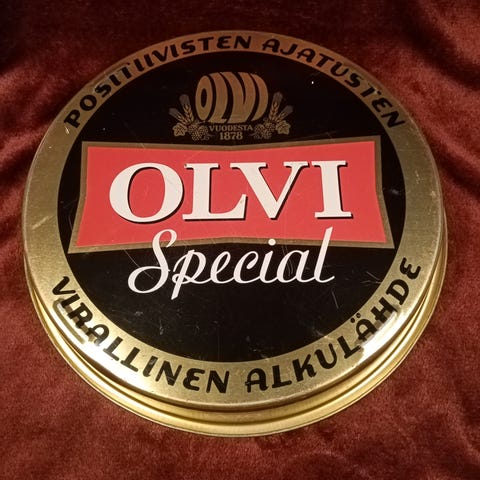 POSITIIVISTEN AJATUSTEN
OLVI
VUODESTA
1878
OLVI
Special
VIRALLINEN ALKULÄHDE